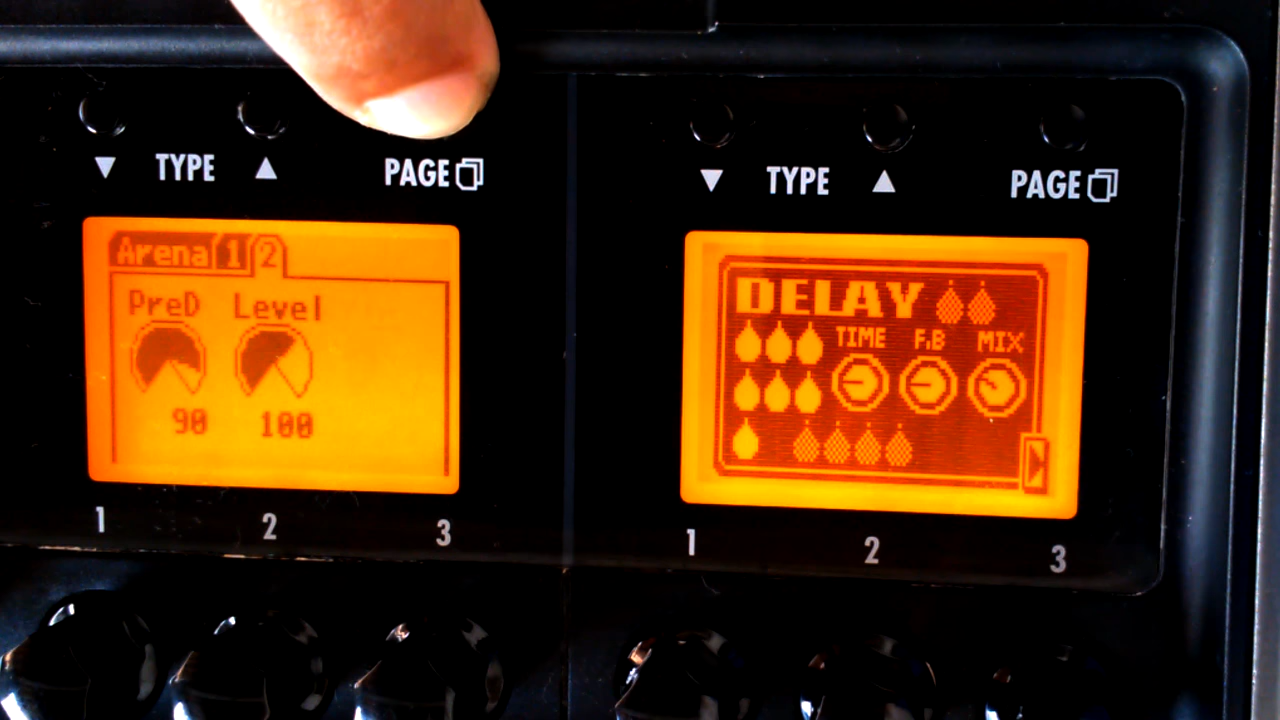 ▼ TYPE ▲ PAGE
Arena 1 2
PreD Level
90 100
1 2 3
▼ TYPE ▲ PAGE
DELAY
TIME F.B MIX
1 2 3